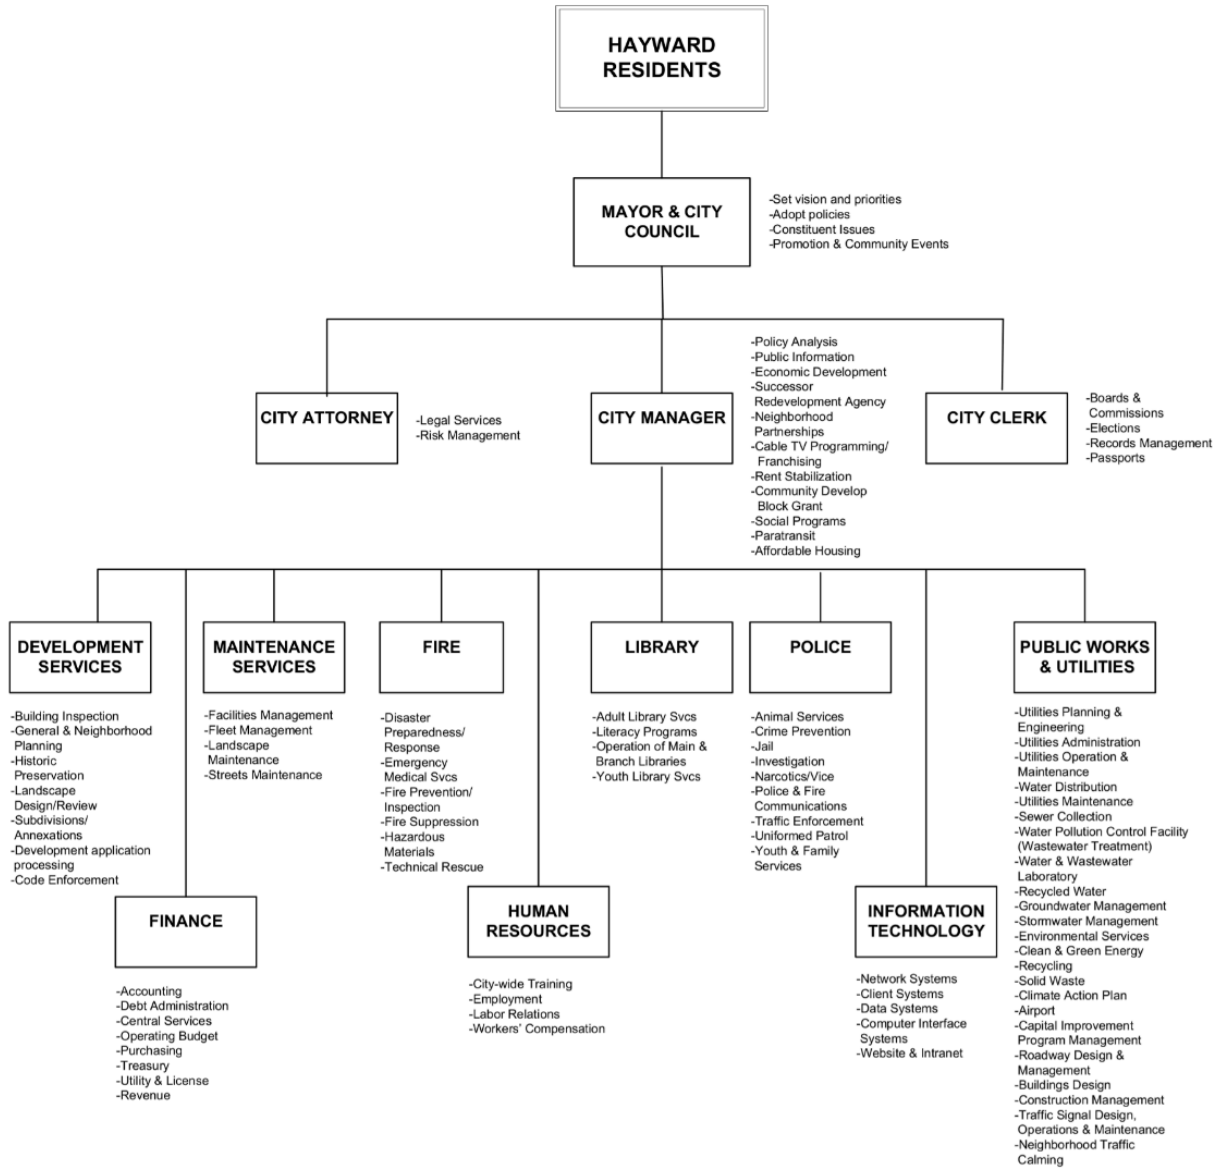 HAYWARD
RESIDENTS
MAYOR & CITY
COUNCIL
-Set vision and priorities
-Adopt policies
-Constituent Issues
-Promotion & Community Events
CITY ATTORNEY
-Legal Services
-Risk Management
CITY MANAGER
-Policy Analysis
-Public Information
-Economic Development
-Successor
Redevelopment Agency
-Neighborhood
Partnerships
-Cable TV Programming/
Franchising
-Rent Stabilization
-Community Develop
Block Grant
-Social Programs
-Paratransit
-Affordable Housing
CITY CLERK
-Boards &
Commissions
-Elections
-Records Management
-Passports
DEVELOPMENT
SERVICES
-Building Inspection
-General & Neighborhood
Planning
-Historic
Preservation
-Landscape
Design/Review
-Subdivisions/
Annexations
-Development application
processing
-Code Enforcement
MAINTENANCE
SERVICES
-Facilities Management
-Fleet Management
-Landscape
Maintenance
-Streets Maintenance
FIRE
-Disaster
Preparedness/
Response
-Emergency
Medical Svcs
-Fire Prevention/
Inspection
-Fire Suppression
-Hazardous
Materials
-Technical Rescue
LIBRARY
-Adult Library Svcs
-Literacy Programs
-Operation of Main &
Branch Libraries
-Youth Library Svcs
POLICE
-Animal Services
-Crime Prevention
-Jail
-Investigation
-Narcotics/Vice
-Police & Fire
Communications
-Traffic Enforcement
-Uniformed Patrol
-Youth & Family
Services
PUBLIC WORKS
& UTILITIES
-Utilities Planning &
Engineering
-Utilities Administration
-Utilities Operation &
Maintenance
-Water Distribution
-Utilities Maintenance
-Sewer Collection
-Water Pollution Control Facility
(Wastewater Treatment)
-Water & Wastewater
Laboratory
-Recycled Water
-Groundwater Management
-Stormwater Management
-Environmental Services
-Clean & Green Energy
-Recycling
-Solid Waste
-Climate Action Plan
-Airport
-Capital Improvement
Program Management
-Roadway Design &
Management
-Buildings Design
-Construction Management
-Traffic Signal Design,
Operations & Maintenance
-Neighborhood Traffic
Calming
FINANCE
-Accounting
-Debt Administration
-Central Services
-Operating Budget
-Purchasing
-Treasury
-Utility & License
-Revenue
HUMAN
RESOURCES
-City-wide Training
-Employment
-Labor Relations
-Workers’ Compensation
INFORMATION
TECHNOLOGY
-Network Systems
-Client Systems
-Data Systems
-Computer Interface
Systems
-Website & Intranet